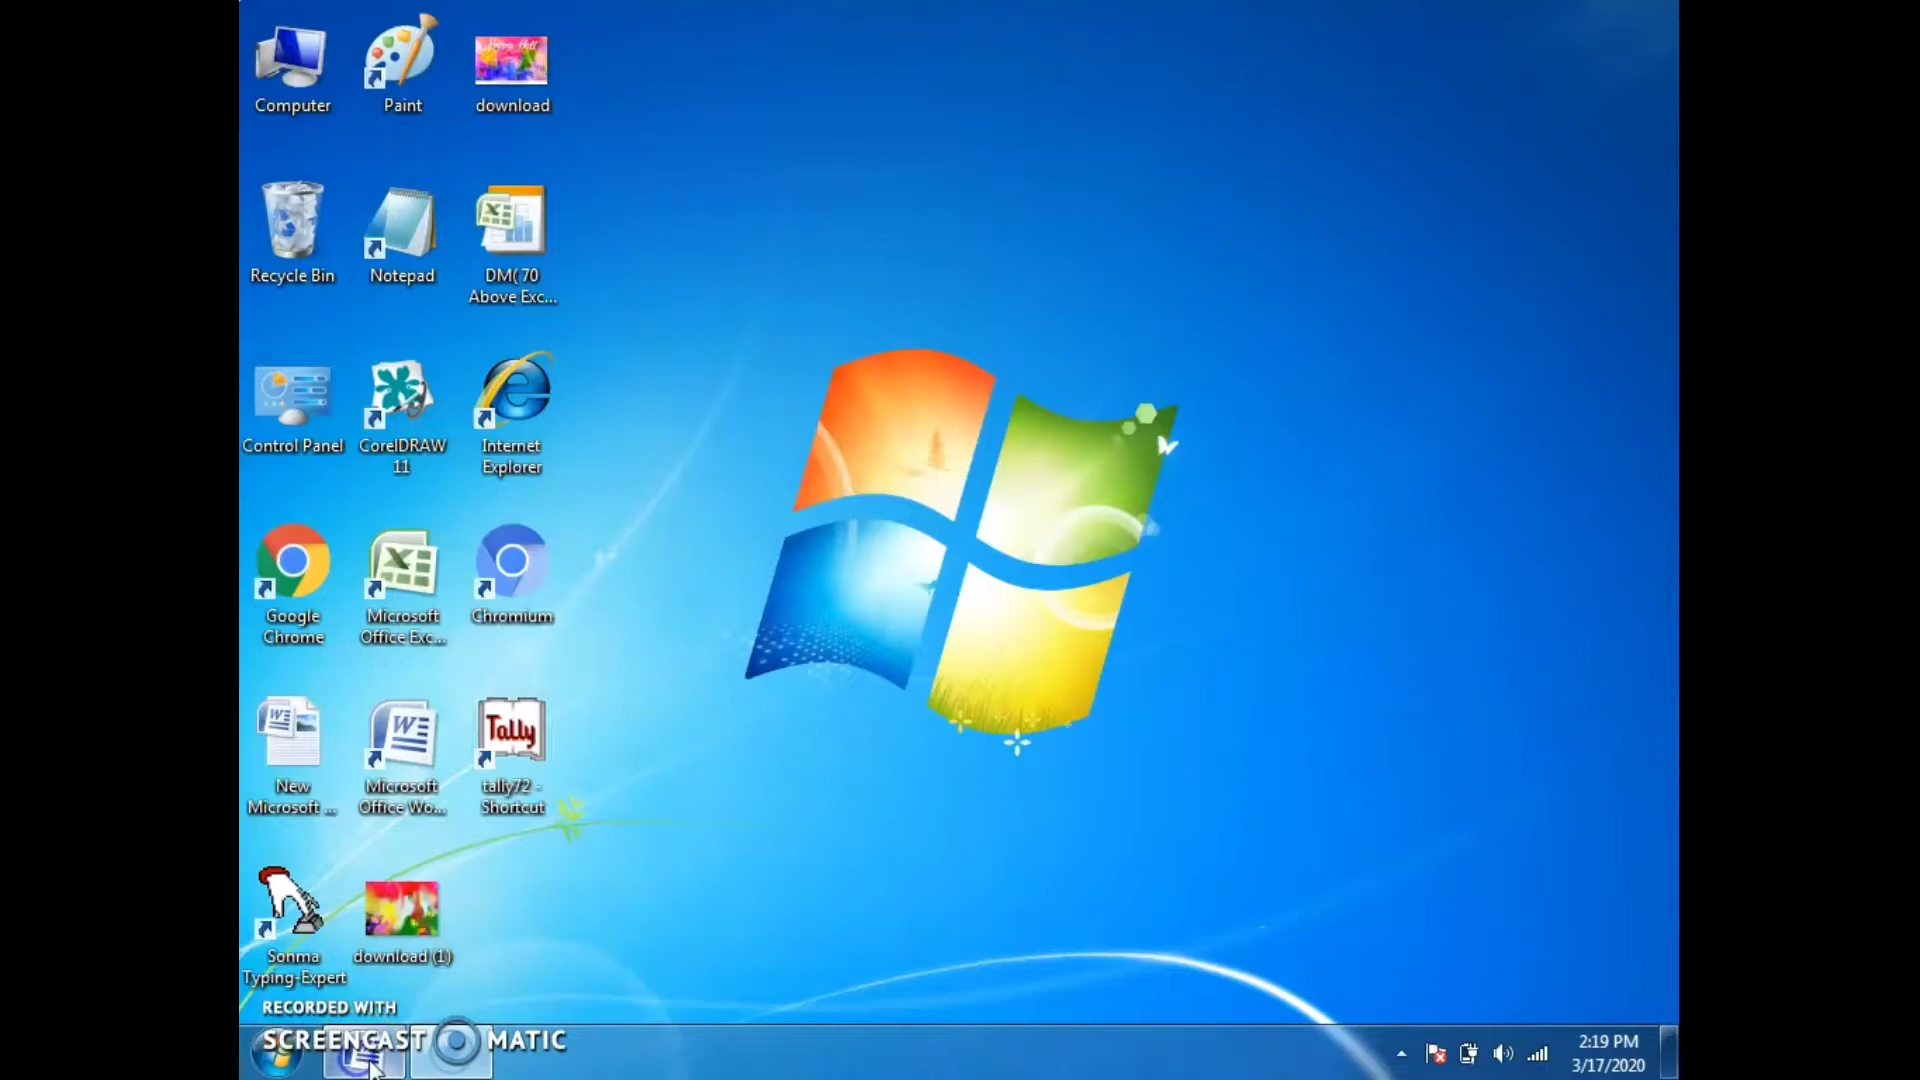 Computer
Paint
download
Recycle Bin
Notepad
DM(70
Above Exc...
Control Panel
CorelDRAW
11
Internet
Explorer
Google
Chrome
Microsoft
Office Exc...
Chromium
New
Microsoft ...
Microsoft
Office Wo...
Tally
tally72 -
Shortcut
Sonma
Typing-Expert
download (1)
RECORDED WITH
SCREENCAST MATIC
2:19 PM
3/17/2020